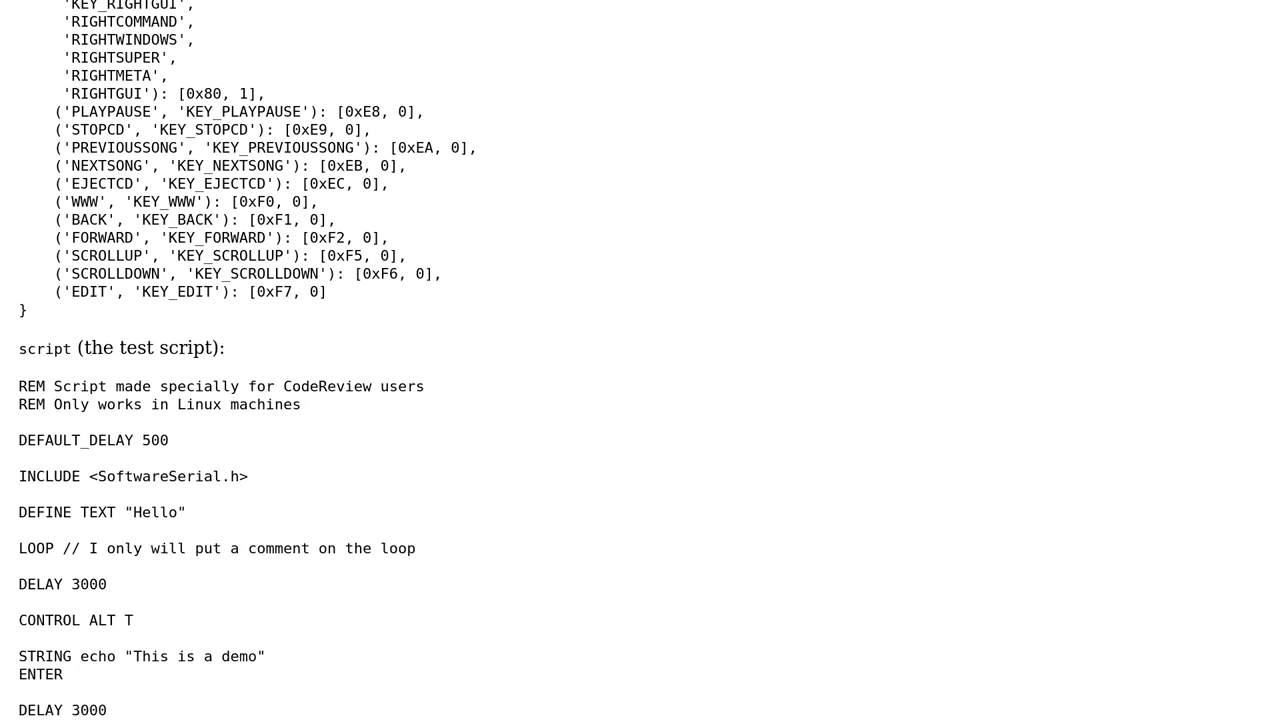 'KEY_RIGHTGUI',
'RIGHTCOMMAND',
'RIGHTWINDOWS',
'RIGHTSUPER',
'RIGHTMETA',
'RIGHTGUI'): [0x80, 1],
('PLAYPAUSE', 'KEY_PLAYPAUSE'): [0xE8, 0],
('STOPCD', 'KEY_STOPCD'): [0xE9, 0],
('PREVIOUSSONG', 'KEY_PREVIOUSSONG'): [0xEA, 0],
('NEXTSONG', 'KEY_NEXTSONG'): [0xEB, 0],
('EJECTCD', 'KEY_EJECTCD'): [0xEC, 0],
('WWW', 'KEY_WWW'): [0xF0, 0],
('BACK', 'KEY_BACK'): [0xF1, 0],
('FORWARD', 'KEY_FORWARD'): [0xF2, 0],
('SCROLLUP', 'KEY_SCROLLUP'): [0xF5, 0],
('SCROLLDOWN', 'KEY_SCROLLDOWN'): [0xF6, 0],
('EDIT', 'KEY_EDIT'): [0xF7, 0]
}
script (the test script):
REM Script made specially for CodeReview users
REM Only works in Linux machines
DEFAULT_DELAY 500
INCLUDE <SoftwareSerial.h>
DEFINE TEXT "Hello"
LOOP // I only will put a comment on the loop
DELAY 3000
CONTROL ALT T
STRING echo "This is a demo"
ENTER
DELAY 3000